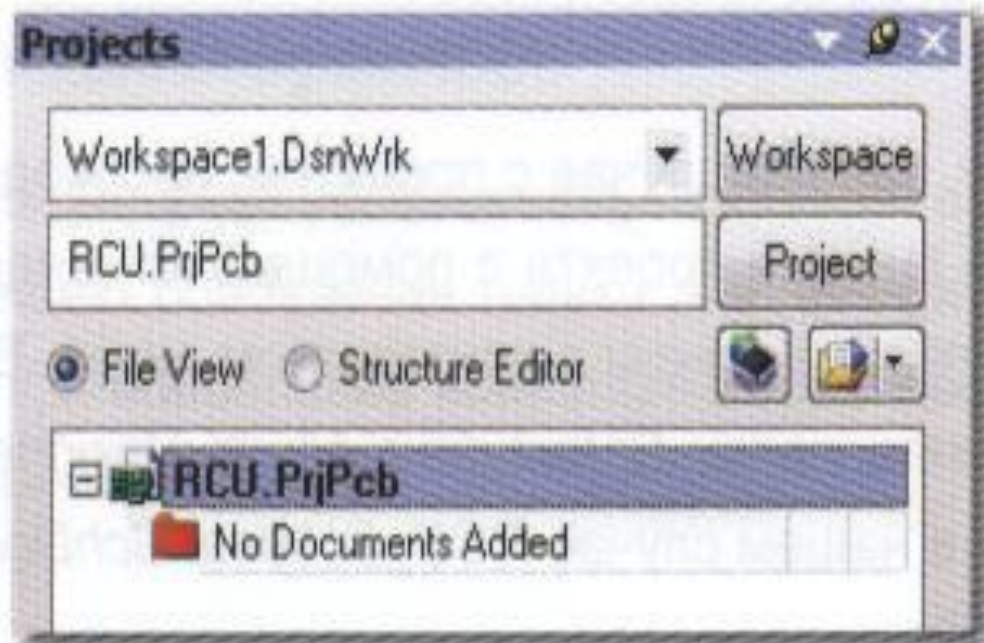 Projects
Workspace1.DsnWrk Workspace
RCU.PrjPcb Project
File View Structure Editor
RCU.PrjPcb
No Documents Added